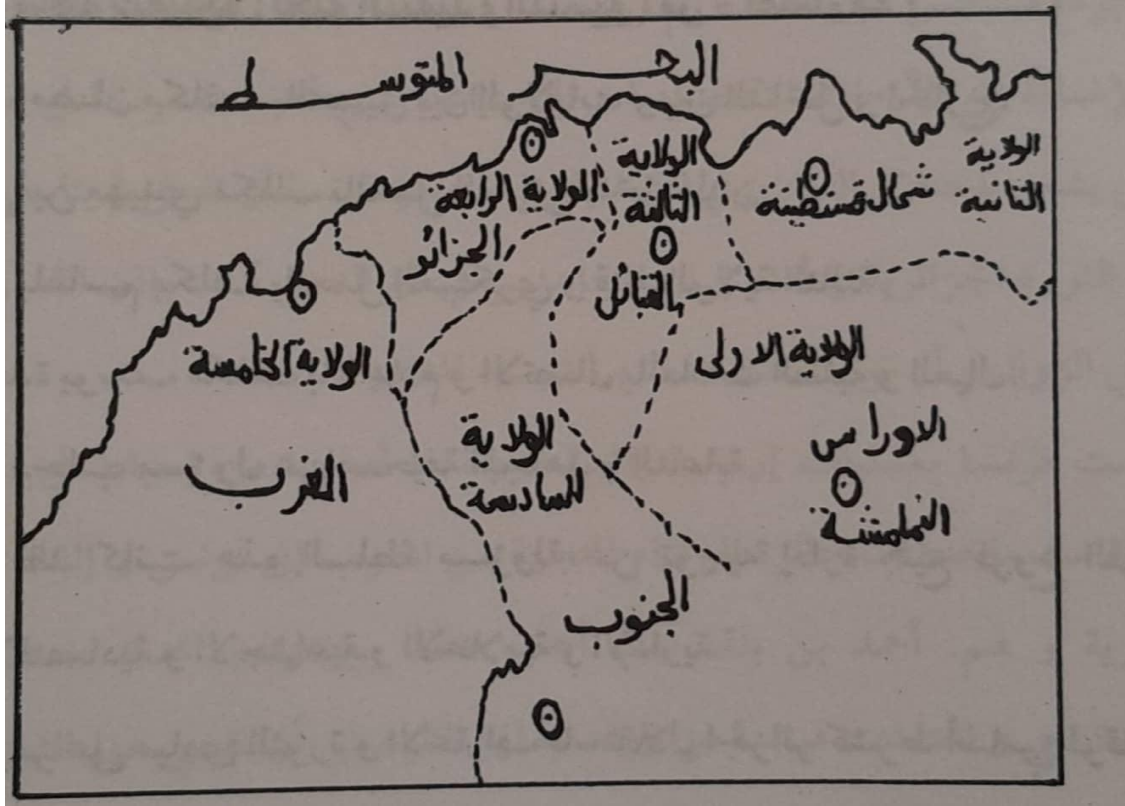 البحر المتوسط
الولاية
الثالثة
القبائل
الولاية الرابعة
الجزائر
الولاية
الثانية
شمال قسنطينة
الولاية الخامسة
الغرب
الولاية الاولى
الاوراس
النمامشة
الولاية
السادسة
الجنوب